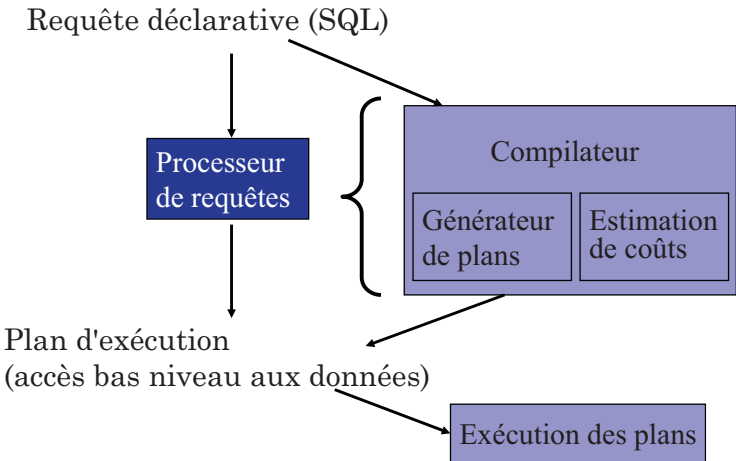 Requête déclarative (SQL)
Processeur
de requêtes
Compilateur
Générateur
de plans
Estimation
de coûts
Plan d'exécution
(accès bas niveau aux données)
Exécution des plans